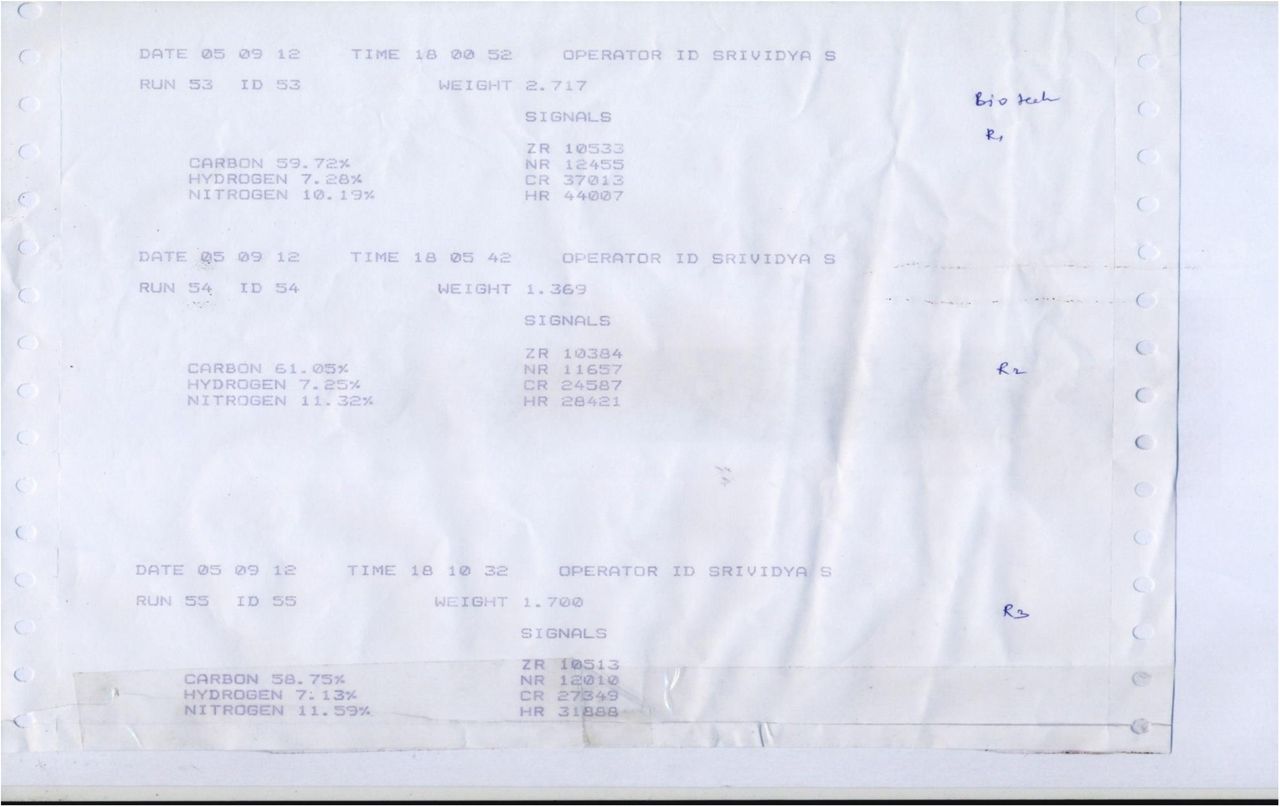 DATE 05 09 12 TIME 18 00 52 OPERATOR ID SRIVIDYA S
RUN 53 ID 53 WEIGHT 2.717
Bio tech
SIGNALS
R1
ZR 10533
CARBON 59.72% NR 12455
HYDROGEN 7.28% CR 37013
NITROGEN 10.19% HR 44007
DATE 05 09 12 TIME 18 05 42 OPERATOR ID SRIVIDYA S
RUN 54 ID 54 WEIGHT 1.369
SIGNALS
ZR 10384
CARBON 61.05% NR 11657 R2
HYDROGEN 7.25% CR 24587
NITROGEN 11.32% HR 28421
DATE 05 09 12 TIME 18 10 32 OPERATOR ID SRIVIDYA S
RUN 55 ID 55 WEIGHT 1.700 R3
SIGNALS
ZR 10513
CARBON 58.75% NR 12010
HYDROGEN 7.13% CR 27349
NITROGEN 11.59% HR 31888